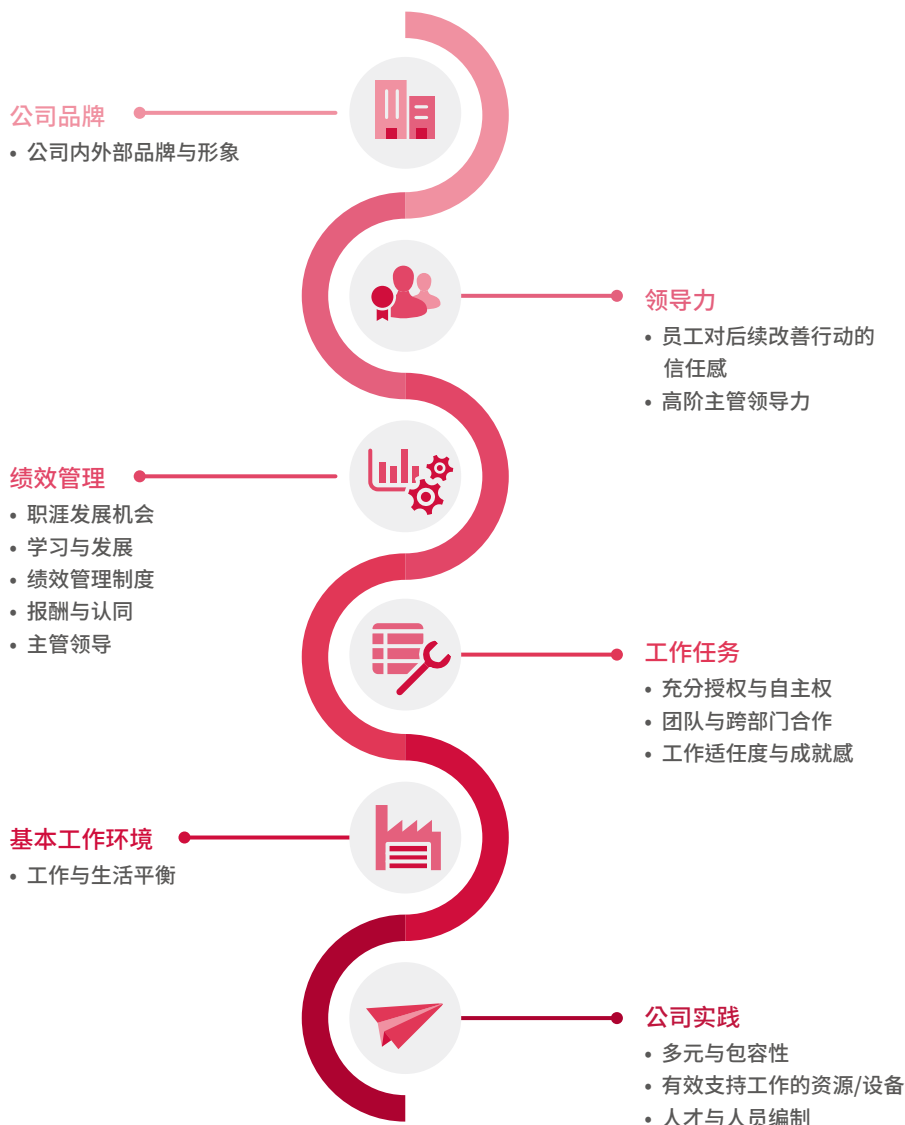 公司品牌
• 公司内外部品牌与形象
领导力
• 员工对后续改善行动的
信任感
• 高阶主管领导力
绩效管理
• 职涯发展机会
• 学习与发展
• 绩效管理制度
• 报酬与认同
• 主管领导
工作任务
• 充分授权与自主权
• 团队与跨部门合作
• 工作适任度与成就感
基本工作环境
• 工作与生活平衡
公司实践
• 多元与包容性
• 有效支持工作的资源/设备
• 人才与人员编制